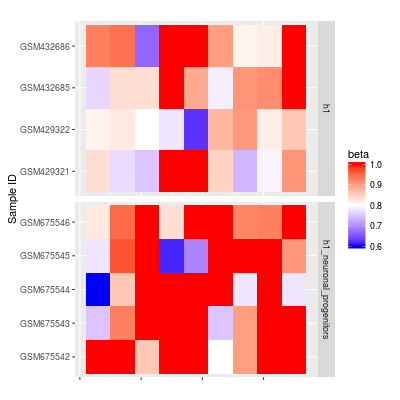 Sample ID
GSM432686
GSM432685
GSM429322
GSM429321
h1
GSM675546
GSM675545
GSM675544
GSM675543
GSM675542
h1_neuronal_progenitors
beta
1.0
0.9
0.8
0.7
0.6